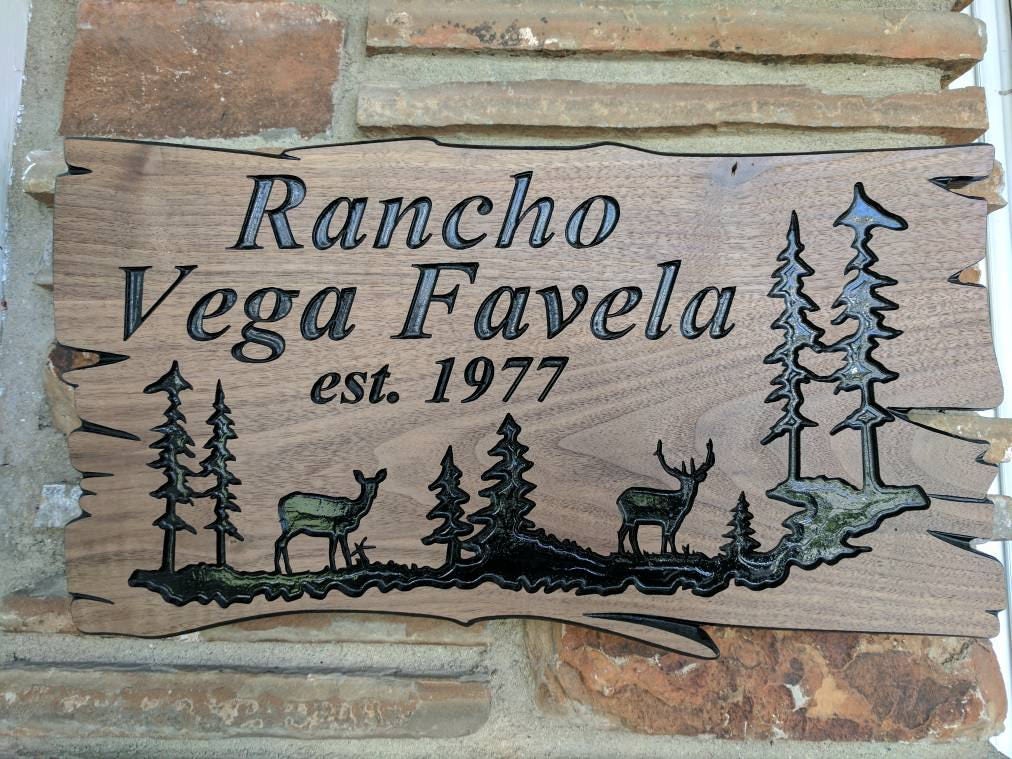 Rancho
Vega Favela
est. 1977